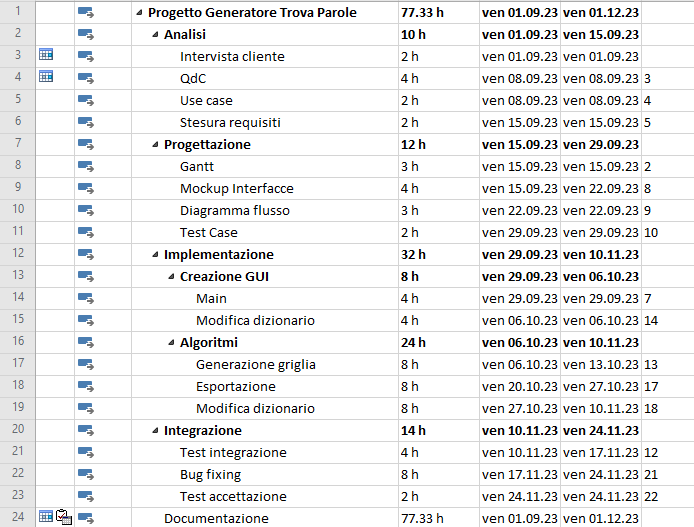 1 Progetto Generatore Trova Parole 77.33 h ven 01.09.23 ven 01.12.23
2 Analisi 10 h ven 01.09.23 ven 15.09.23
3 Intervista cliente 2 h ven 01.09.23 ven 01.09.23
4 QdC 4 h ven 08.09.23 ven 08.09.23 3
5 Use case 2 h ven 08.09.23 ven 08.09.23 4
6 Stesura requisiti 2 h ven 15.09.23 ven 15.09.23 5
7 Progettazione 12 h ven 15.09.23 ven 29.09.23
8 Gantt 3 h ven 15.09.23 ven 15.09.23 2
9 Mockup Interfacce 4 h ven 15.09.23 ven 22.09.23 8
10 Diagramma flusso 3 h ven 22.09.23 ven 22.09.23 9
11 Test Case 2 h ven 29.09.23 ven 29.09.23 10
12 Implementazione 32 h ven 29.09.23 ven 10.11.23
13 Creazione GUI 8 h ven 29.09.23 ven 06.10.23
14 Main 4 h ven 29.09.23 ven 29.09.23 7
15 Modifica dizionario 4 h ven 06.10.23 ven 06.10.23 14
16 Algoritmi 24 h ven 06.10.23 ven 10.11.23
17 Generazione griglia 8 h ven 06.10.23 ven 13.10.23 13
18 Esportazione 8 h ven 20.10.23 ven 27.10.23 17
19 Modifica dizionario 8 h ven 27.10.23 ven 10.11.23 18
20 Integrazione 14 h ven 10.11.23 ven 24.11.23
21 Test integrazione 4 h ven 10.11.23 ven 17.11.23 12
22 Bug fixing 8 h ven 17.11.23 ven 24.11.23 21
23 Test accettazione 2 h ven 24.11.23 ven 24.11.23 22
24 Documentazione 77.33 h ven 01.09.23 ven 01.12.23